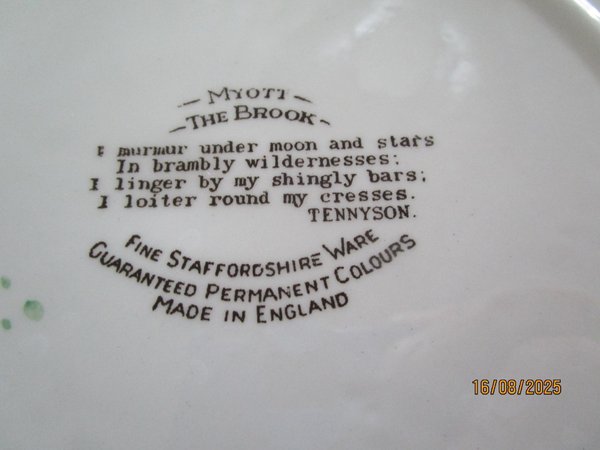 — MYOTT —
— THE BROOK —
I murmur under moon and stars
In brambly wildernesses:
I linger by my shingly bars;
I loiter round my cresses.
TENNYSON.
FINE STAFFORDSHIRE WARE
GUARANTEED PERMANENT COLOURS
MADE IN ENGLAND
16/08/2025